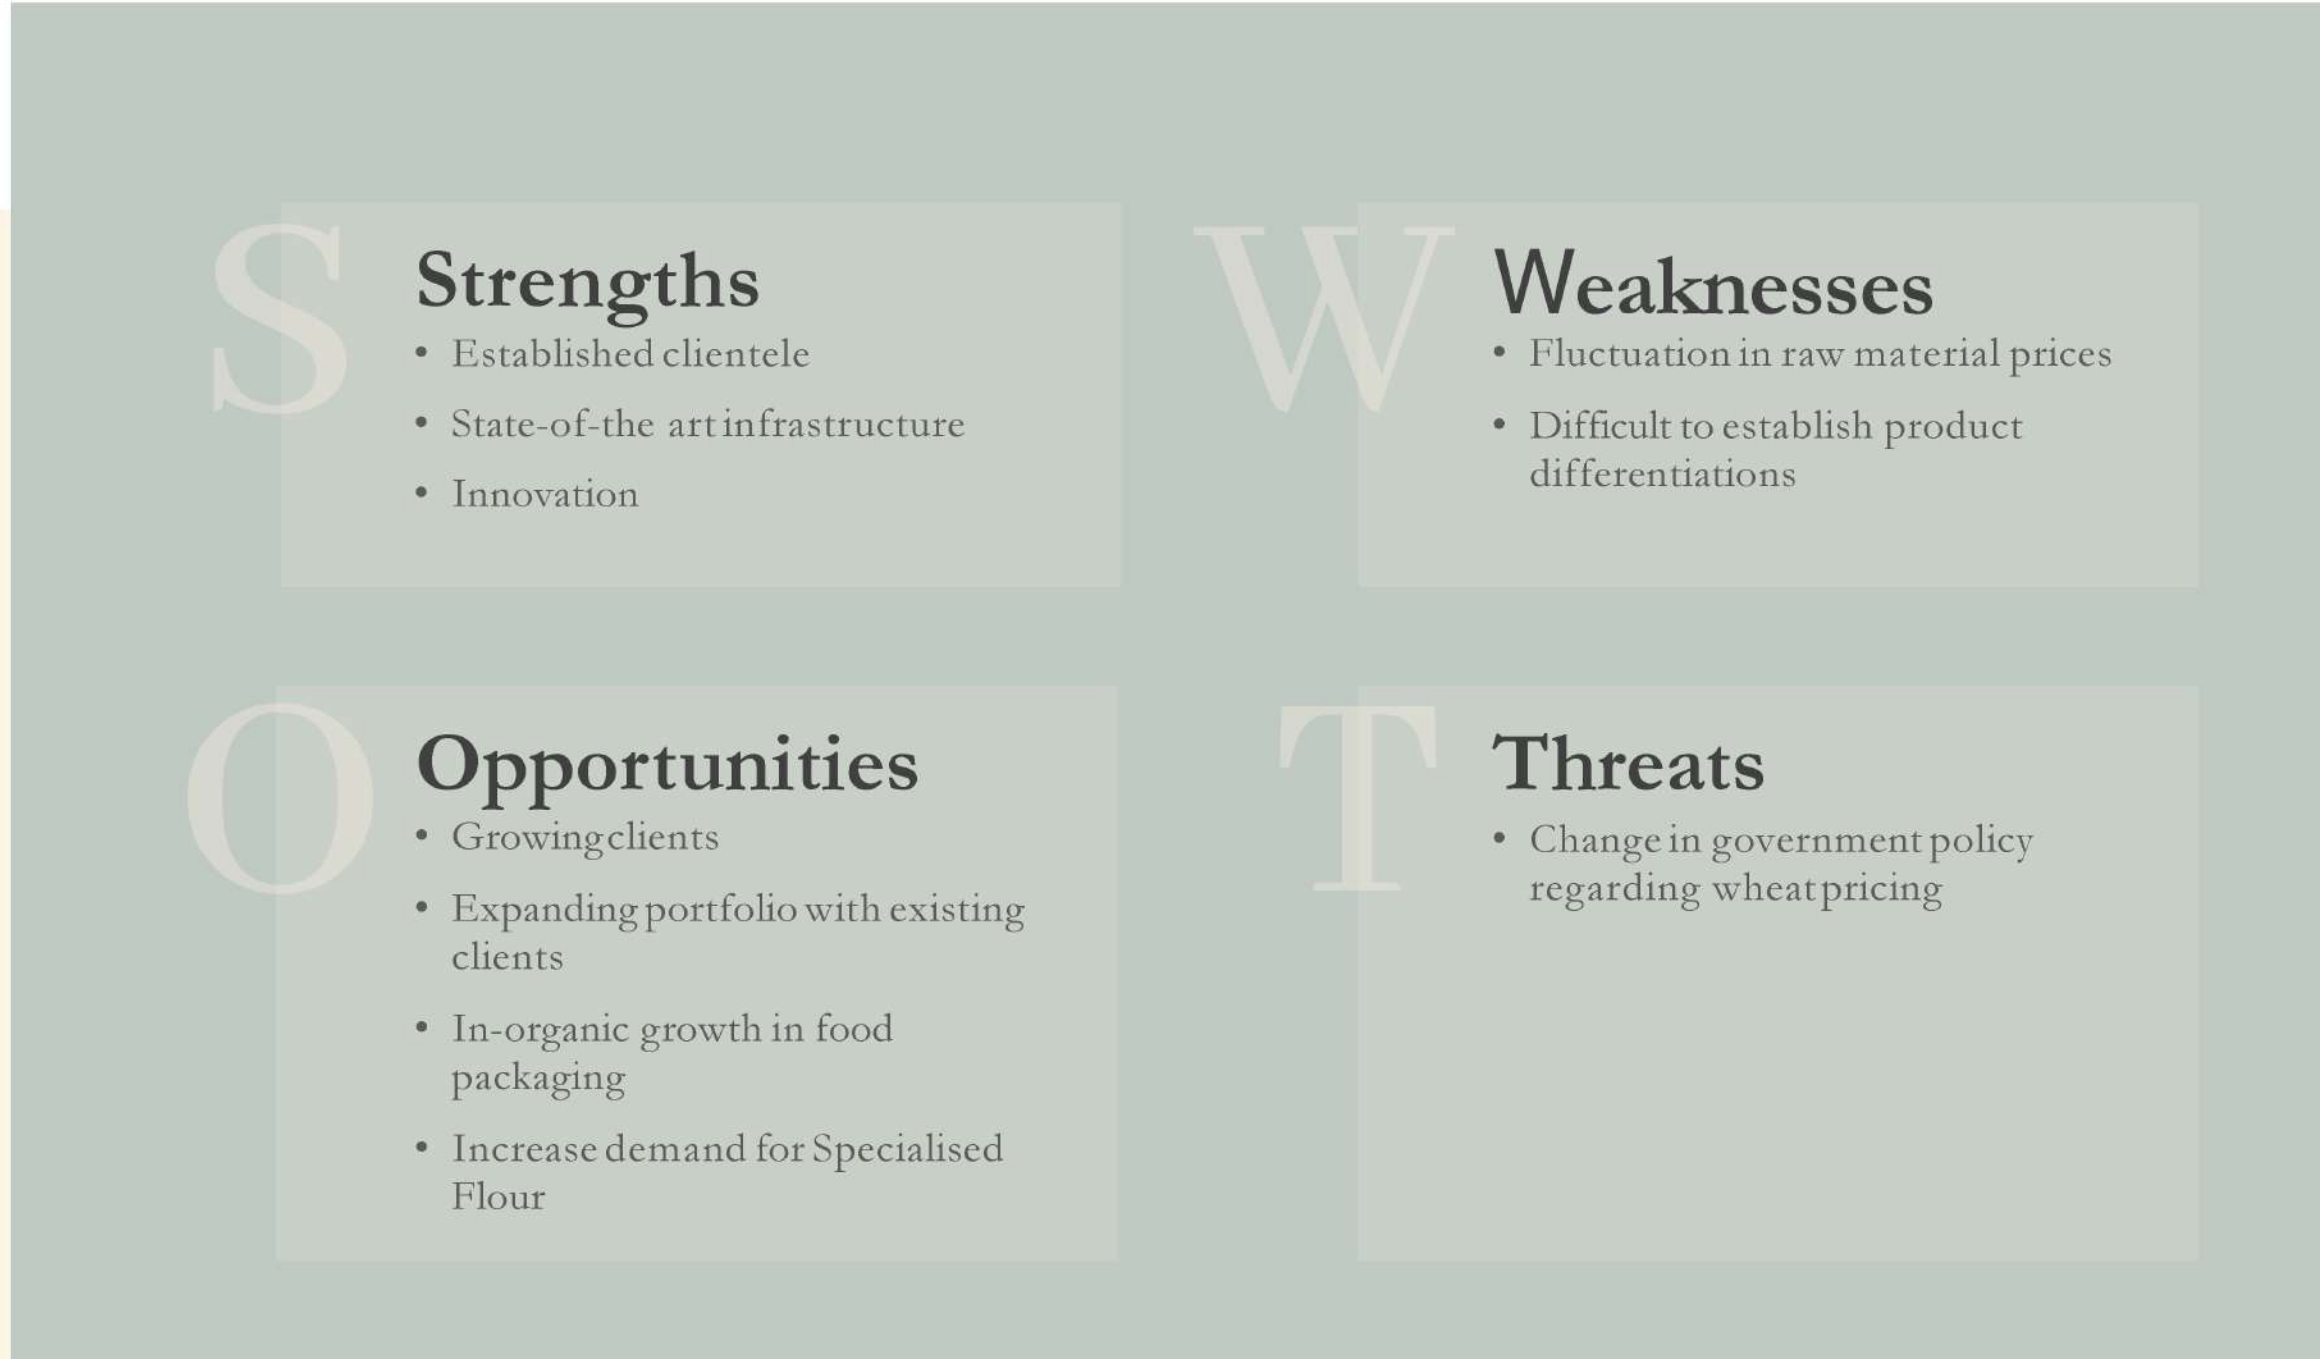 S
Strengths
• Established clientele
• State-of-the art infrastructure
• Innovation
W
Weaknesses
• Fluctuation in raw material prices
• Difficult to establish product
differentiations
O
Opportunities
• Growing clients
• Expanding portfolio with existing
clients
• In-organic growth in food
packaging
• Increase demand for Specialised
Flour
T
Threats
• Change in government policy
regarding wheat pricing